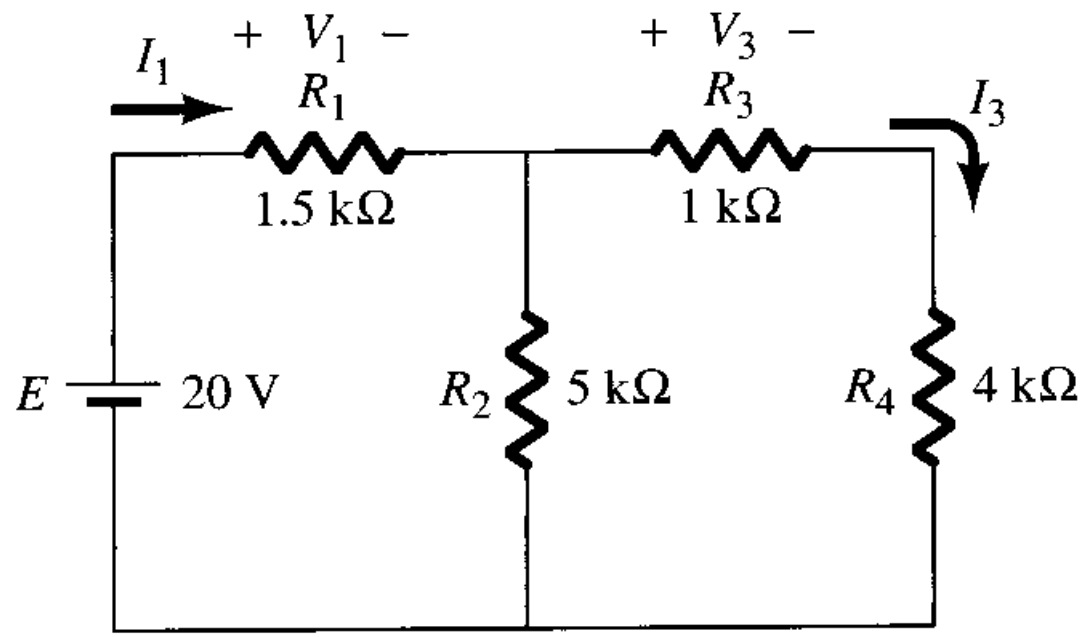 + V₁ −
+ V₃ −
I₁
R₁
R₃
I₃
1.5 kΩ
1 kΩ
E
20 V
R₂
5 kΩ
R₄
4 kΩ